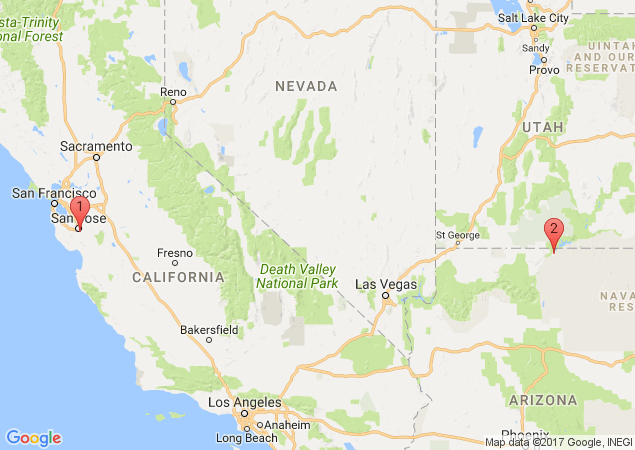 Salt Lake City
sta-Trinity
onal Forest
Sandy
UINTAH
AND OUR
RESERVAT
Provo
NEVADA
Reno
UTAH
Sacramento
San Francisco
1
San Jose
2
St George
Fresno
CALIFORNIA
Death Valley
National Park
Las Vegas
NAVA
RES
Bakersfield
Los Angeles
ARIZONA
Anaheim
Long Beach
Phoenix
Google
Map data ©2017 Google, INEGI